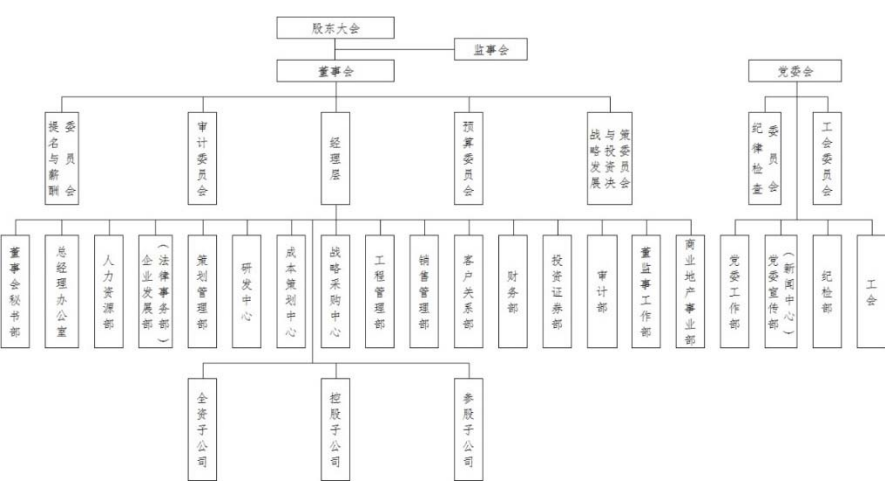 股东大会
监事会
董事会
党委会
提名与薪酬
委员会
审计委员会
经理层
预算委员会
战略发展
与投资决
策委员会
纪律检查
委员会
工会委员会
董事会秘书部
总经理办公室
人力资源部
企业发展部
（法律事务部）
策划管理部
研发中心
成本策划中心
战略采购中心
工程管理部
销售管理部
客户关系部
财务部
投资证券部
审计部
董监事工作部
商业地产事业部
党委工作部
党委宣传部
（新闻中心）
纪检部
工会
全资子公司
控股子公司
参股子公司